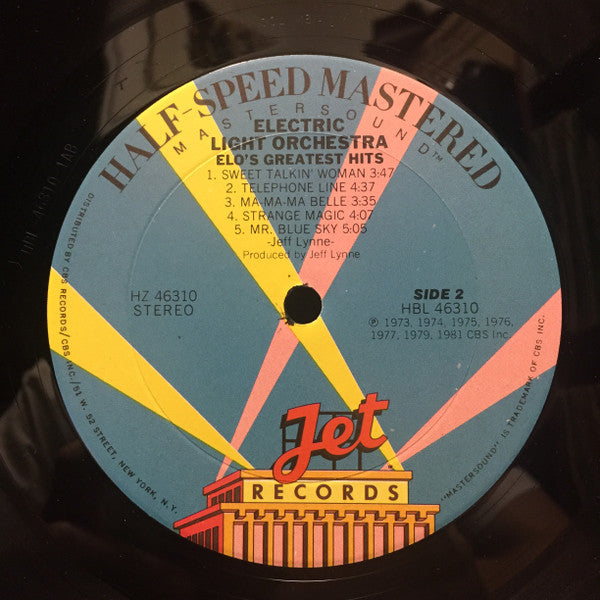 HALF-SPEED MASTERED
MASTERSOUND™
ELECTRIC
LIGHT ORCHESTRA
ELO'S GREATEST HITS
1. SWEET TALKIN' WOMAN 3:47
2. TELEPHONE LINE 4:37
3. MA-MA-MA BELLE 3:35
4. STRANGE MAGIC 4:07
5. MR. BLUE SKY 5:05
-Jeff Lynne-
Produced by Jeff Lynne
HZ 46310
STEREO
SIDE 2
HBL 46310
℗ 1973, 1974, 1975, 1976,
1977, 1979, 1981 CBS Inc.
DISTRIBUTED BY CBS RECORDS/CBS INC./51 W. 52 STREET, NEW YORK, N.Y.
"MASTERSOUND" IS TRADEMARK OF CBS INC.
Jet
RECORDS